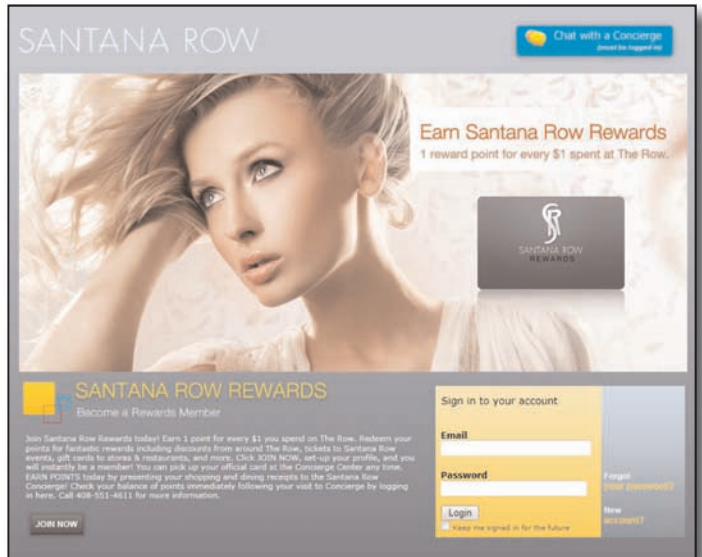 SANTANA ROW
Chat with a Concierge
(must be logged in)
Earn Santana Row Rewards
1 reward point for every $1 spent at The Row.
SANTANA ROW
REWARDS
SANTANA ROW REWARDS
Become a Rewards Member
Join Santana Row Rewards today! Earn 1 point for every $1 you spend on The Row. Redeem your
points for fantastic rewards including discounts from around The Row, tickets to Santana Row
events, gift cards to stores & restaurants, and more. Click JOIN NOW, set-up your profile, and you
will instantly be a member! You can pick up your official card at the Concierge Center any time.
EARN POINTS today by presenting your shopping and dining receipts to the Santana Row
Concierge! Check your balance of points immediately following your visit to Concierge by logging
in here. Call 408-551-4611 for more information.
JOIN NOW
Sign in to your account
Email
Password
Login
Keep me signed in for the future
Forgot
your password?
New
account?